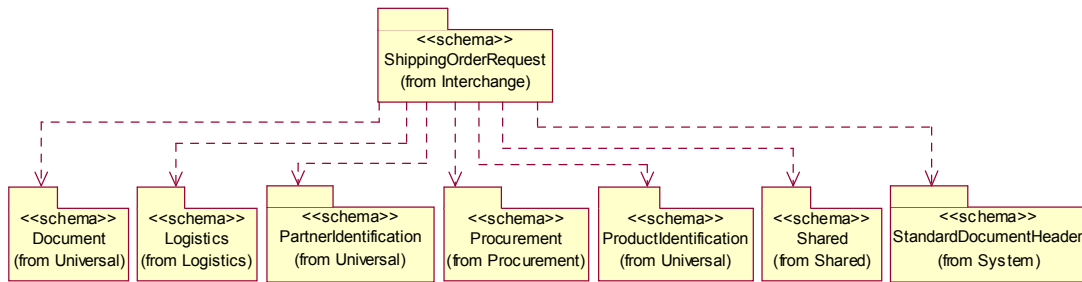 <<schema>>
ShippingOrderRequest
(from Interchange)
<<schema>>
Document
(from Universal)
<<schema>>
Logistics
(from Logistics)
<<schema>>
PartnerIdentification
(from Universal)
<<schema>>
Procurement
(from Procurement)
<<schema>>
ProductIdentification
(from Universal)
<<schema>>
Shared
(from Shared)
<<schema>>
StandardDocumentHeader
(from System)